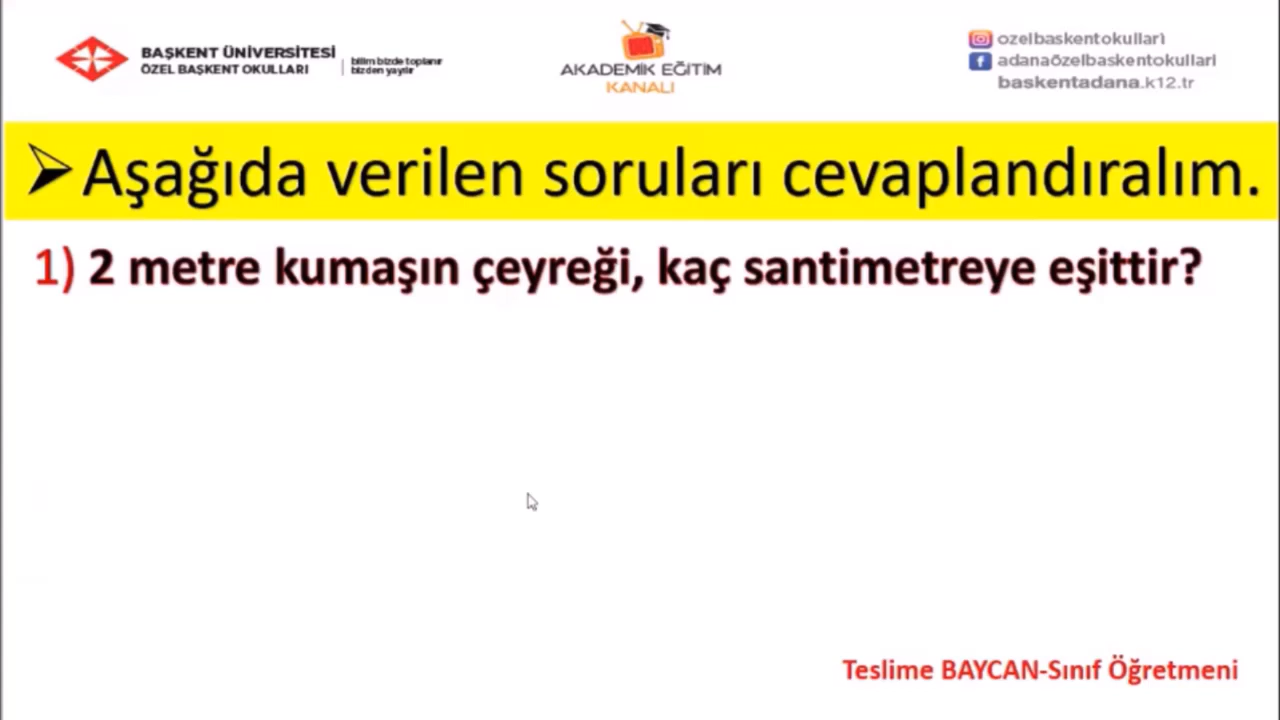 BAŞKENT ÜNİVERSİTESİ
ÖZEL BAŞKENT OKULLARI
bilim bizde toplanır
bizden yayılır
AKADEMİK EĞİTİM
KANALI
ozelbaskentokullari
adanaözelbaskentokullari
baskentadana.k12.tr
Aşağıda verilen soruları cevaplandıralım.
1) 2 metre kumaşın çeyreği, kaç santimetreye eşittir?
Teslime BAYCAN-Sınıf Öğretmeni